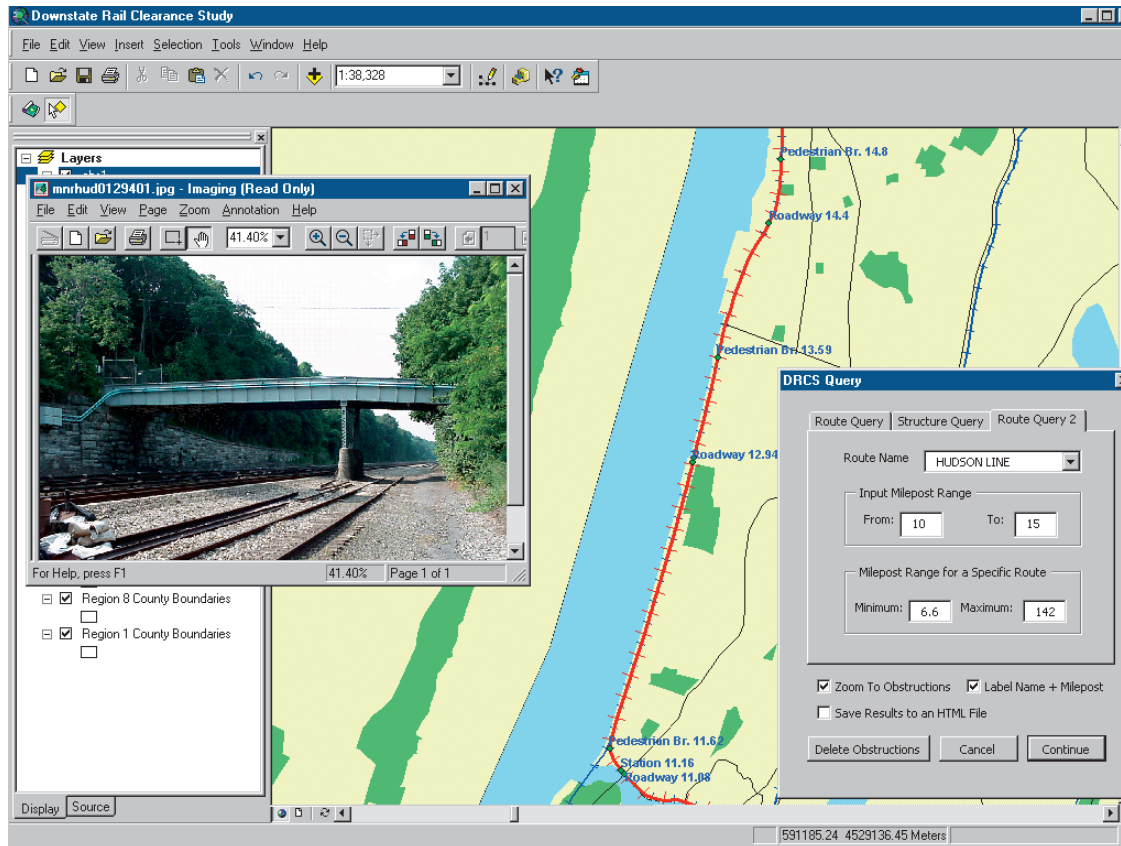 Downstate Rail Clearance Study
File Edit View Insert Selection Tools Window Help
1:38,328
Layers
mnrhud0129401.jpg - Imaging (Read Only)
File Edit View Page Zoom Annotation Help
41.40%
1
For Help, press F1
41.40%
Page 1 of 1
Region 8 County Boundaries
Region 1 County Boundaries
Display
Source
Pedestrian Br. 14.8
Roadway 14.4
Pedestrian Br. 13.59
Roadway 12.94
Pedestrian Br. 11.62
Station 11.16
Roadway 11.08
DRCS Query
Route Query
Structure Query
Route Query 2
Route Name
HUDSON LINE
Input Milepost Range
From: 10 To: 15
Milepost Range for a Specific Route
Minimum: 6.6 Maximum: 142
Zoom To Obstructions
Label Name + Milepost
Save Results to an HTML File
Delete Obstructions
Cancel
Continue
591185.24 4529136.45 Meters